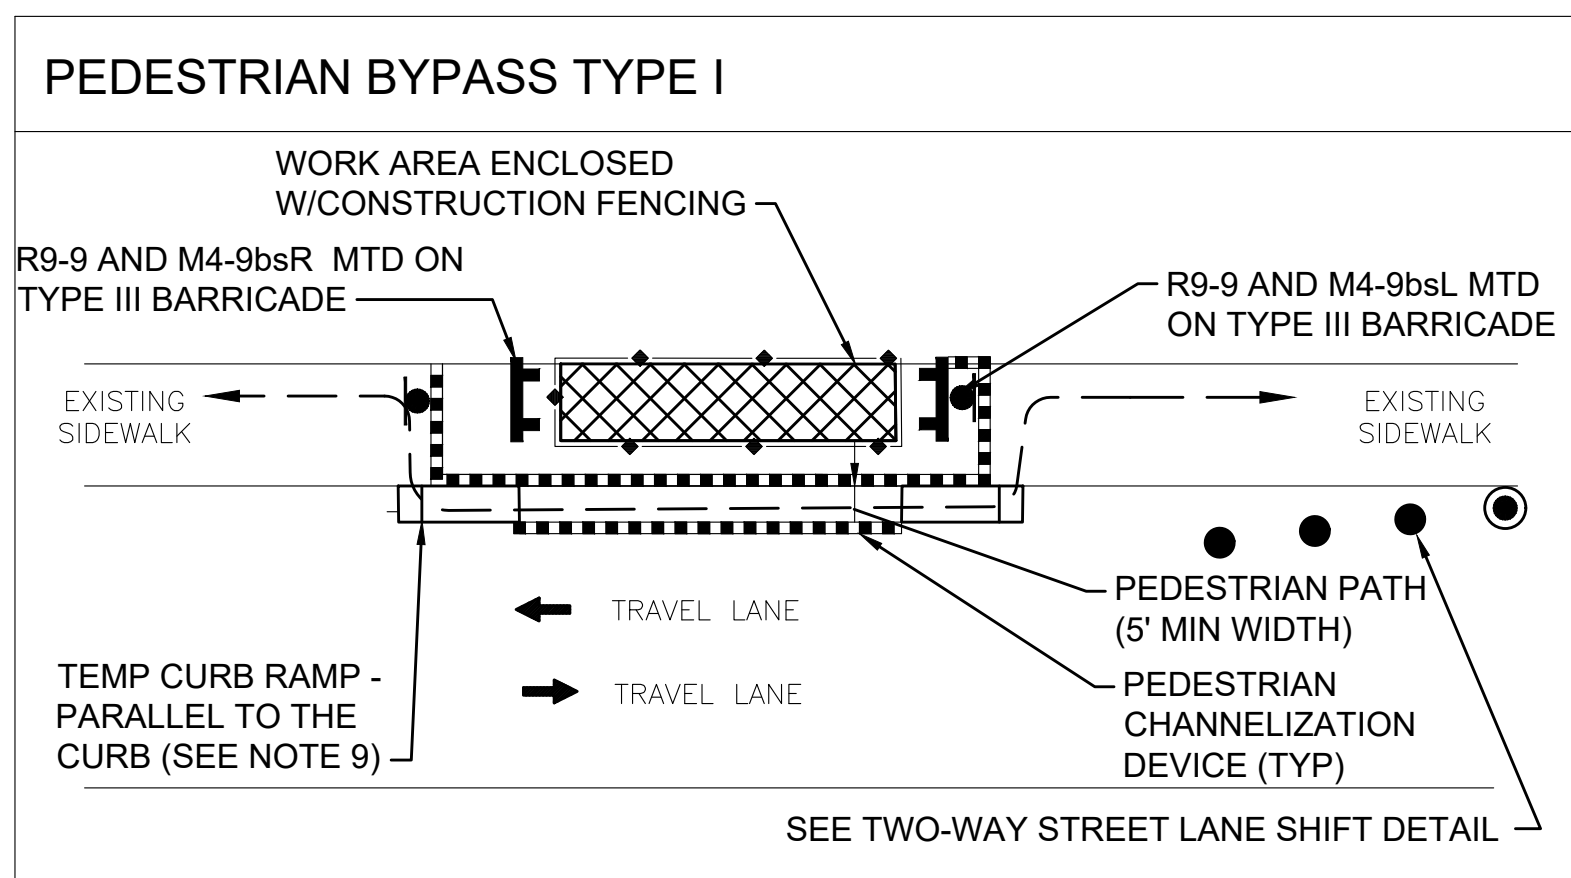 PEDESTRIAN BYPASS TYPE I
WORK AREA ENCLOSED
W/CONSTRUCTION FENCING
R9-9 AND M4-9bsR MTD ON
TYPE III BARRICADE
R9-9 AND M4-9bsL MTD
ON TYPE III BARRICADE
EXISTING
SIDEWALK
EXISTING
SIDEWALK
TRAVEL LANE
TRAVEL LANE
PEDESTRIAN PATH
(5' MIN WIDTH)
TEMP CURB RAMP -
PARALLEL TO THE
CURB (SEE NOTE 9)
PEDESTRIAN
CHANNELIZATION
DEVICE (TYP)
SEE TWO-WAY STREET LANE SHIFT DETAIL